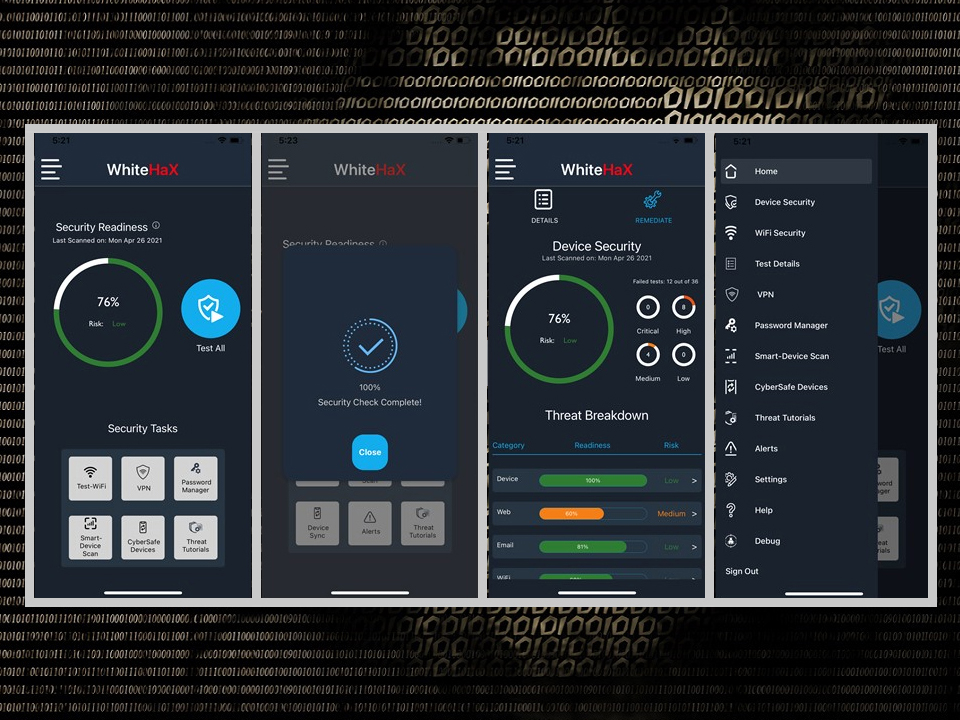 5:21
WhiteHaX
Security Readiness
Last Scanned on: Mon Apr 26 2021
76%
Risk: Low
Test All
Security Tasks
Test-WiFi
VPN
Password
Manager
Smart-
Device
Scan
CyberSafe
Devices
Threat
Tutorials
5:23
WhiteHaX
Security Readiness
100%
Security Check Complete!
Close
Scan
Device
Sync
Alerts
Threat
Tutorials
5:21
WhiteHaX
DETAILS
REMEDIATE
Device Security
Last Scanned on: Mon Apr 26 2021
76%
Risk: Low
Failed tests: 12 out of 36
0
8
Critical
High
4
0
Medium
Low
Threat Breakdown
Category Readiness Risk
Device 100% Low >
Web 60% Medium >
Email 81% Low >
WiFi
5:21
Home
Device Security
WiFi Security
Test Details
VPN
Password Manager
Smart-Device Scan
CyberSafe Devices
Threat Tutorials
Alerts
Settings
Help
Debug
Sign Out
Test All